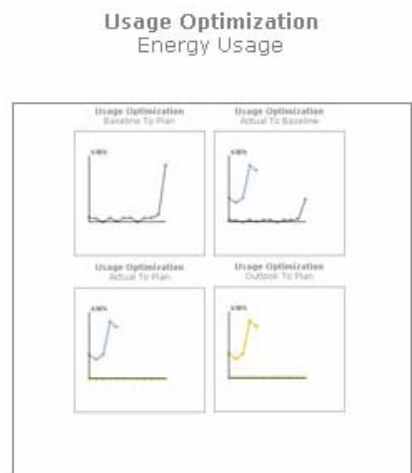 Usage Optimization
Energy Usage
Usage Optimization
Baseline To Plan
Usage Optimization
Actual To Baseline
Usage Optimization
Actual To Plan
Usage Optimization
Outlook To Plan